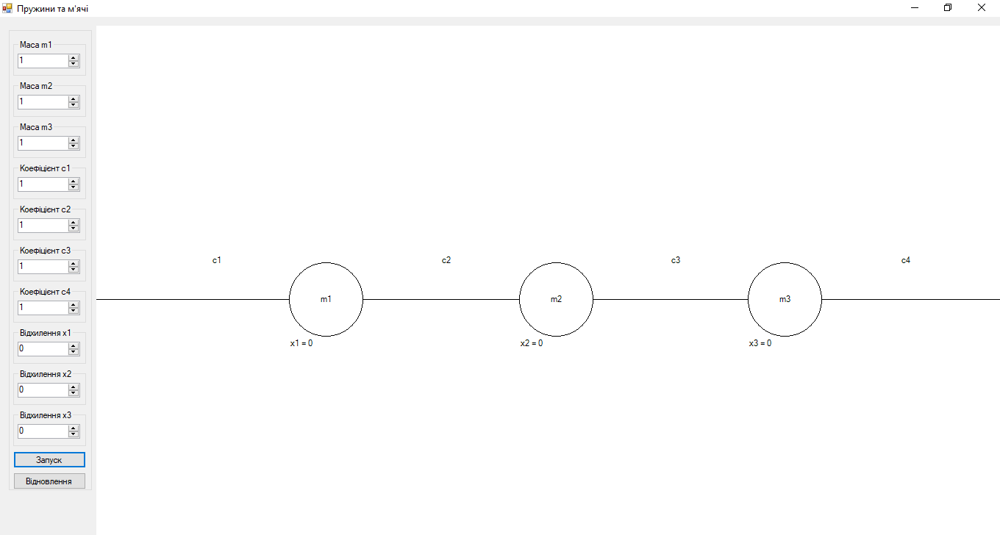 Пружини та м'ячі
Маса m1
1
Маса m2
1
Маса m3
1
Коефіцієнт c1
1
Коефіцієнт c2
1
Коефіцієнт c3
1
Коефіцієнт c4
1
Відхилення x1
0
Відхилення x2
0
Відхилення x3
0
Запуск
Відновлення
c1 c2 c3 c4
m1 m2 m3
x1 = 0 x2 = 0 x3 = 0